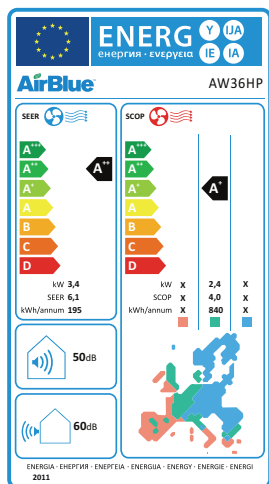 ENERG Y IJA
енергия · ενεργεια IE IA
AirBlue™ AW36HP
SEER SCOP
A+++ A+++
A++ A++ A++
A+ A+ A+
A A
B B
C C
D D
kW 3,4 kW X 2,4 X
SEER 6,1 SCOP X 4,0 X
kWh/annum 195 kWh/annum X 840 X
50dB
60dB
ENERGIA · ЕНЕРГИЯ · ΕΝΕΡΓΕΙΑ · ENERGIJA · ENERGY · ENERGIE · ENERGI
2011